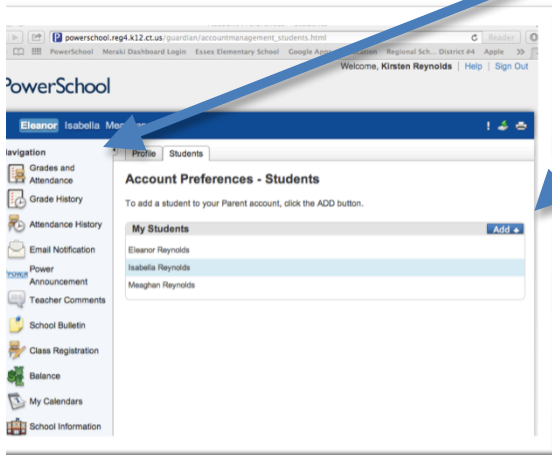 powerschool.reg4.k12.ct.us/guardian/accountmanagement_students.html Reader
PowerSchool Meraki Dashboard Login Essex Elementary School Google Apps Regional Sch... District #4 Apple
Welcome, Kirsten Reynolds | Help | Sign Out
PowerSchool
Eleanor Isabella
Navigation
Profile Students
Grades and
Attendance
Grade History
Attendance History
Email Notification
Power
Announcement
Teacher Comments
School Bulletin
Class Registration
Balance
My Calendars
School Information
Account Preferences - Students
To add a student to your Parent account, click the ADD button.
My Students Add +
Eleanor Reynolds
Isabella Reynolds
Meaghan Reynolds